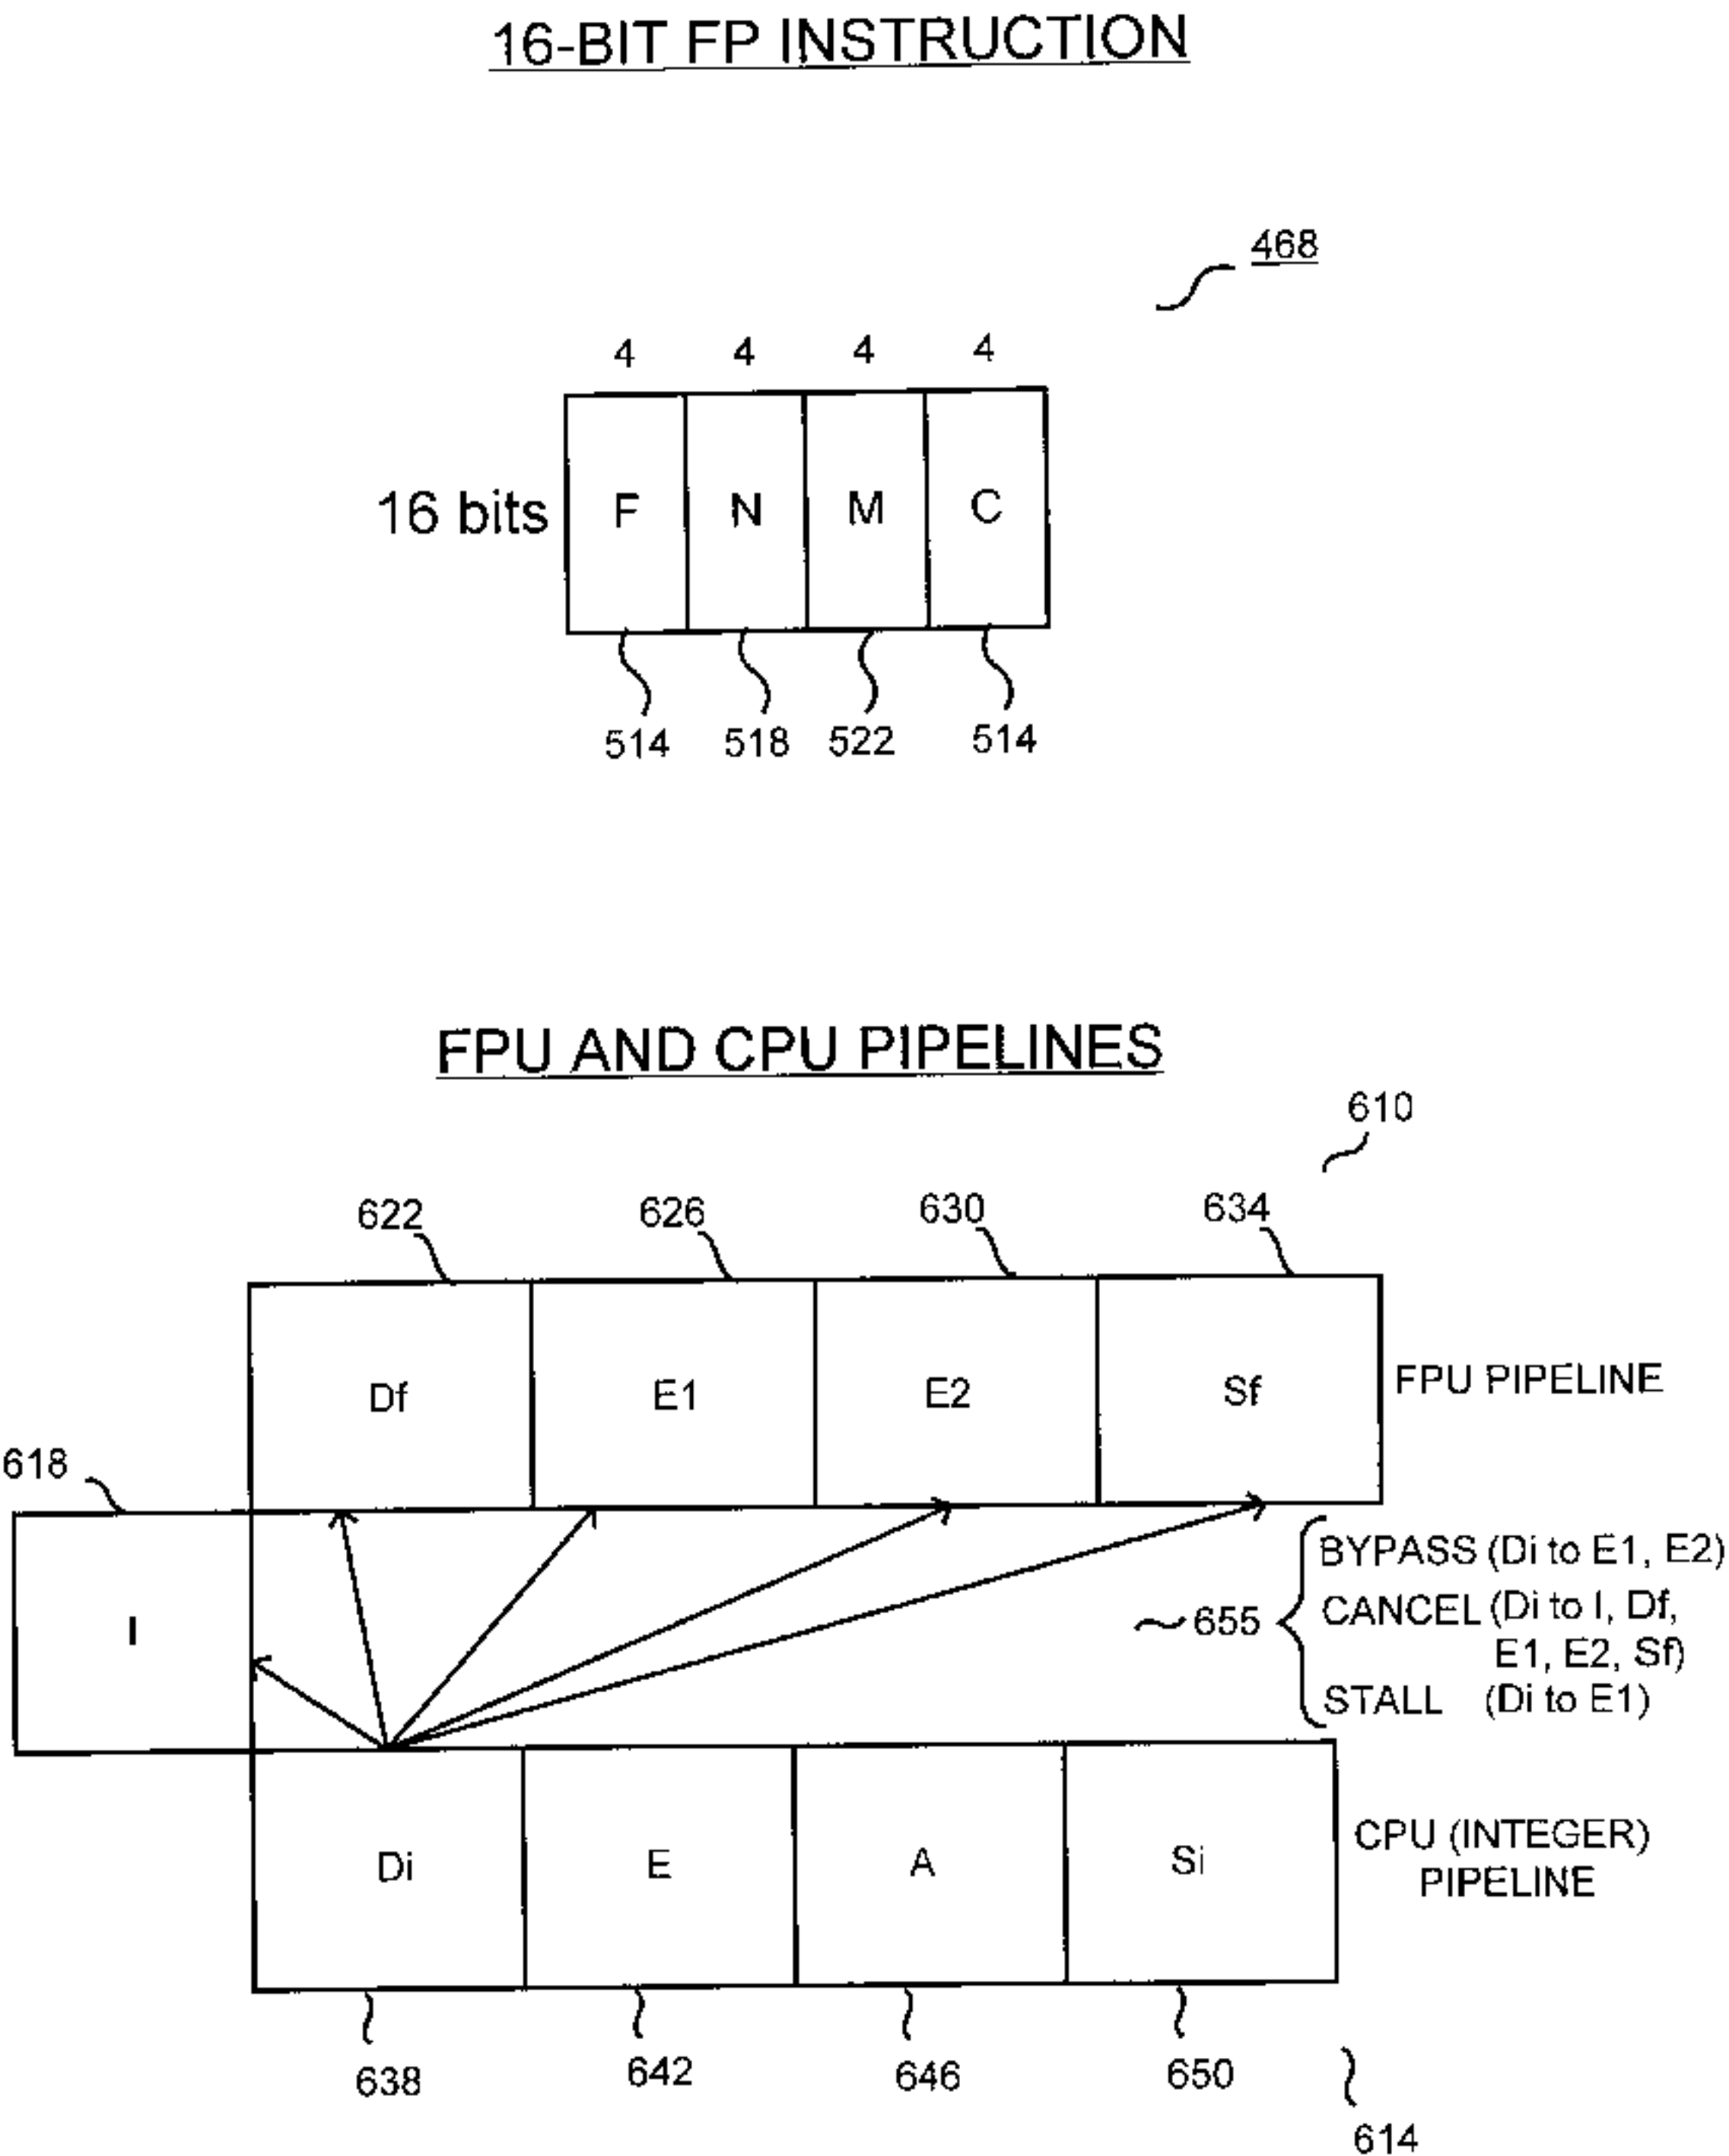 16-BIT FP INSTRUCTION
468
4 4 4 4
16 bits F N M C
514 518 522 514
FPU AND CPU PIPELINES
610
622 626 630 634
Df E1 E2 Sf FPU PIPELINE
618
I
655
BYPASS (Di to E1, E2)
CANCEL (Di to I, Df,
E1, E2, Sf)
STALL (Di to E1)
Di E A Si
CPU (INTEGER)
PIPELINE
638 642 646 650
614